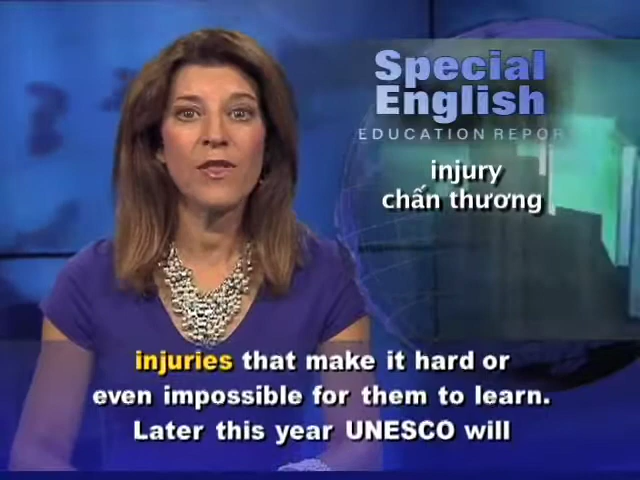 Special
English
EDUCATION REPOR
injury
chấn thương
injuries that make it hard or
even impossible for them to learn.
Later this year UNESCO will